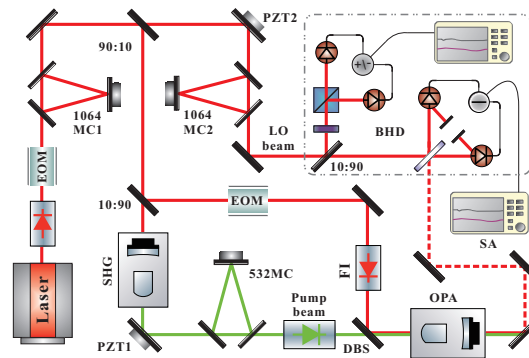 PZT2
90:10
+/-
1064
MC1
1064
MC2
LO
beam
BHD
10:90
EOM
10:90
EOM
SHG
532MC
FI
SA
Laser
Pump
beam
OPA
PZT1
DBS